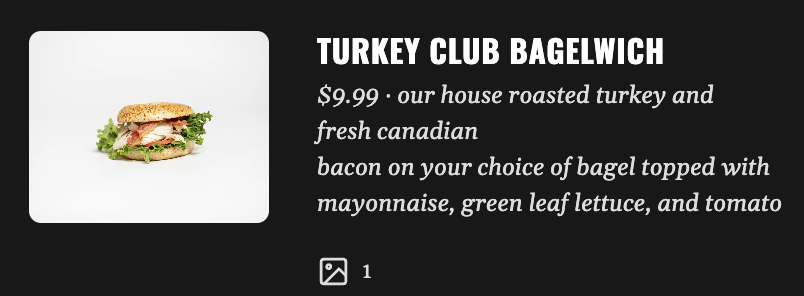 TURKEY CLUB BAGELWICH
$9.99 · our house roasted turkey and
fresh canadian
bacon on your choice of bagel topped with
mayonnaise, green leaf lettuce, and tomato
1